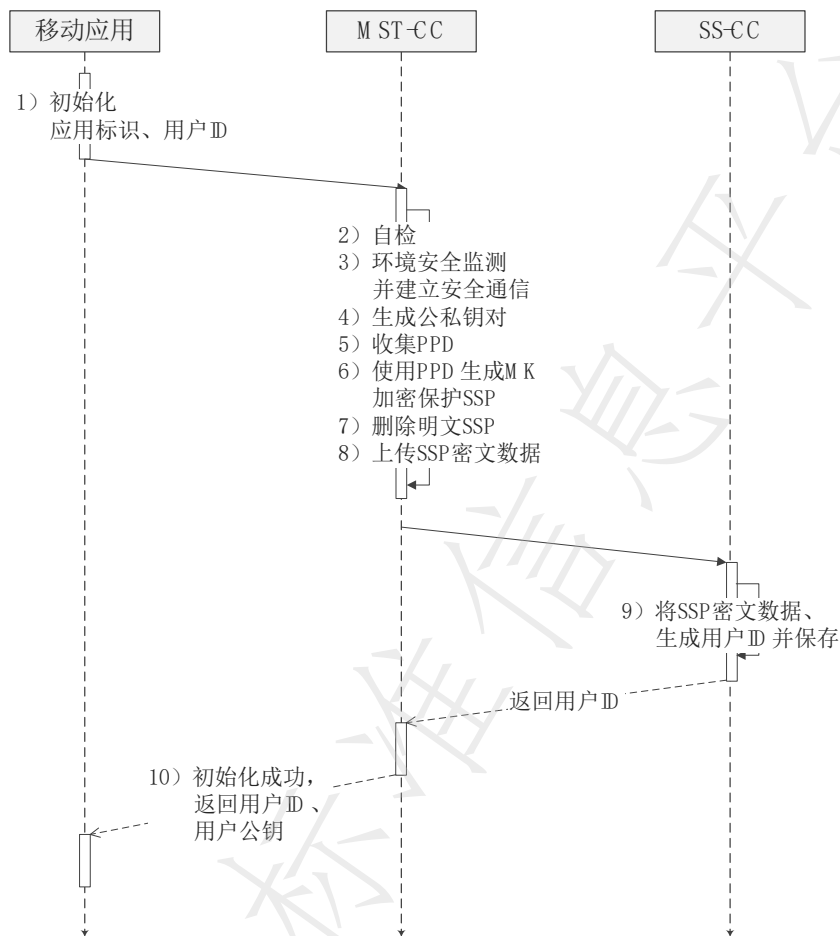 移动应用
MST-CC
SS-CC
1）初始化
应用标识、用户ID
2）自检
3）环境安全监测
并建立安全通信
4）生成公私钥对
5）收集PPD
6）使用PPD生成MK
加密保护SSP
7）删除明文SSP
8）上传SSP密文数据
9）将SSP密文数据、
生成用户ID并保存
返回用户ID
10）初始化成功，
返回用户ID、
用户公钥
标准信息平